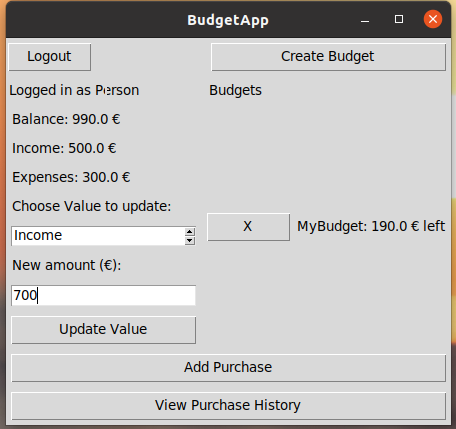 BudgetApp
Logout
Create Budget
Logged in as Person
Budgets
Balance: 990.0 €
Income: 500.0 €
Expenses: 300.0 €
Choose Value to update:
Income
X
MyBudget: 190.0 € left
New amount (€):
700
Update Value
Add Purchase
View Purchase History